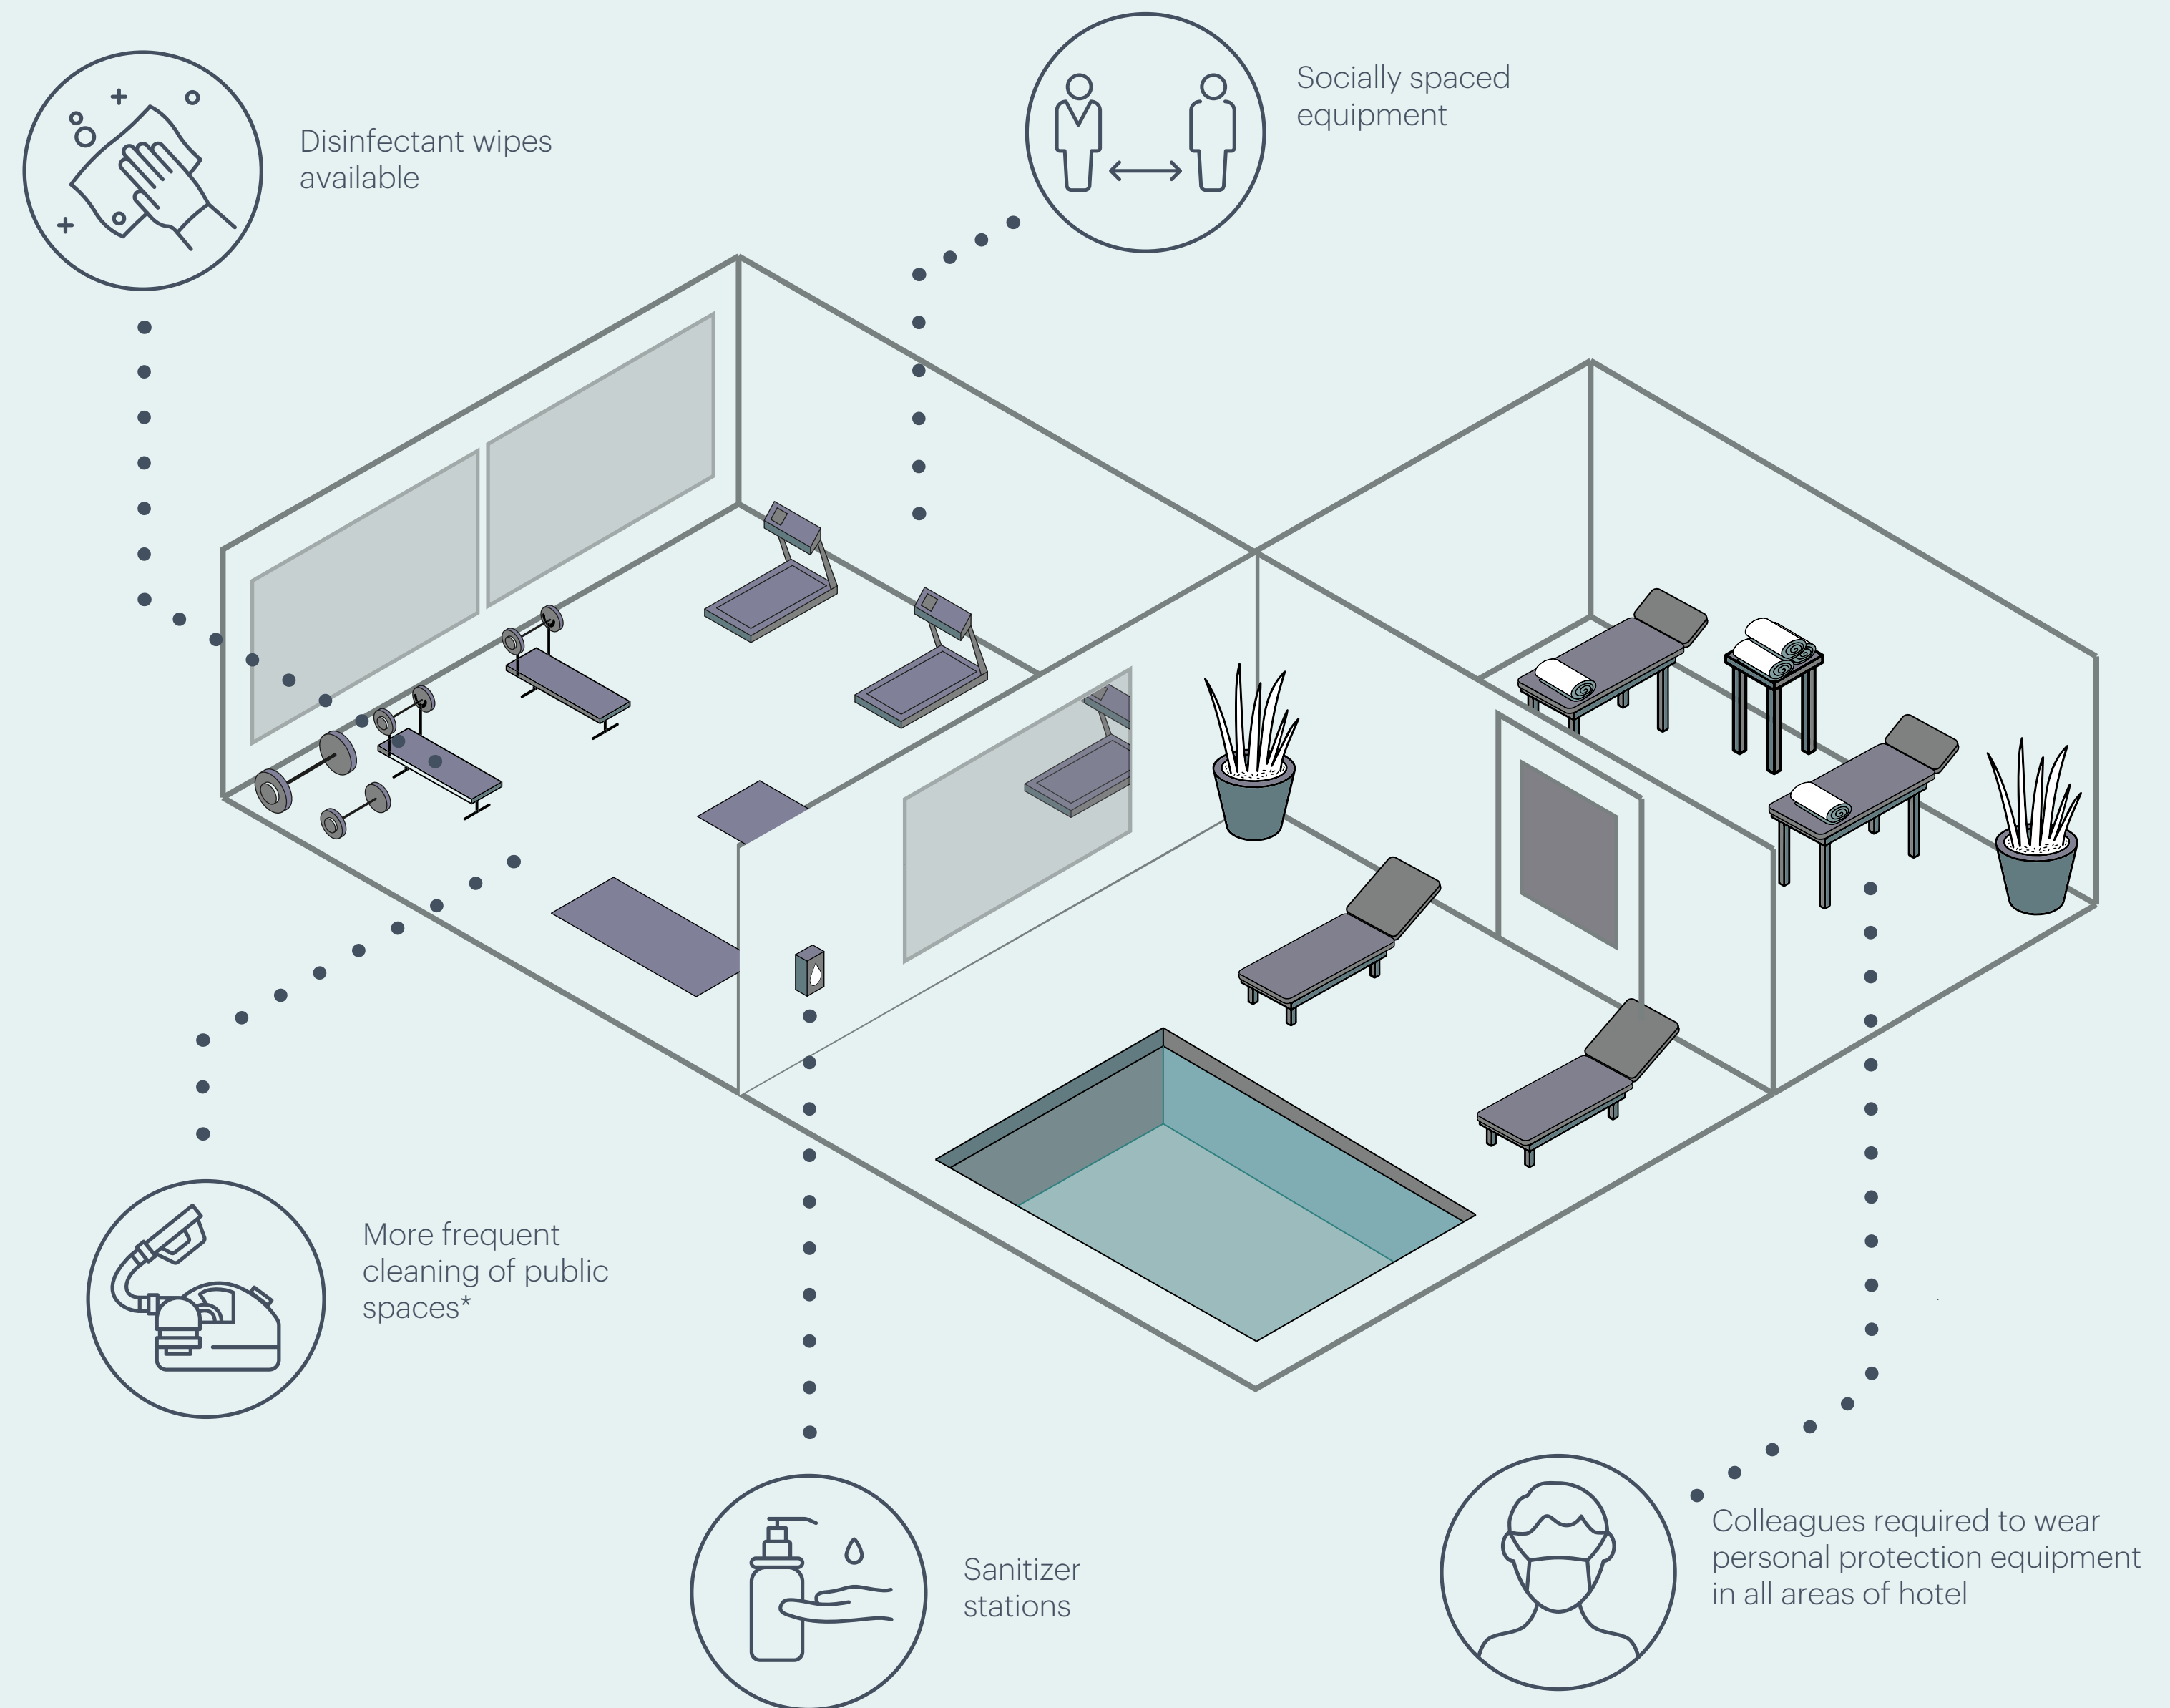 Socially spaced
equipment
Disinfectant wipes
available
More frequent
cleaning of public
spaces*
Sanitizer
stations
Colleagues required to wear
personal protection equipment
in all areas of hotel